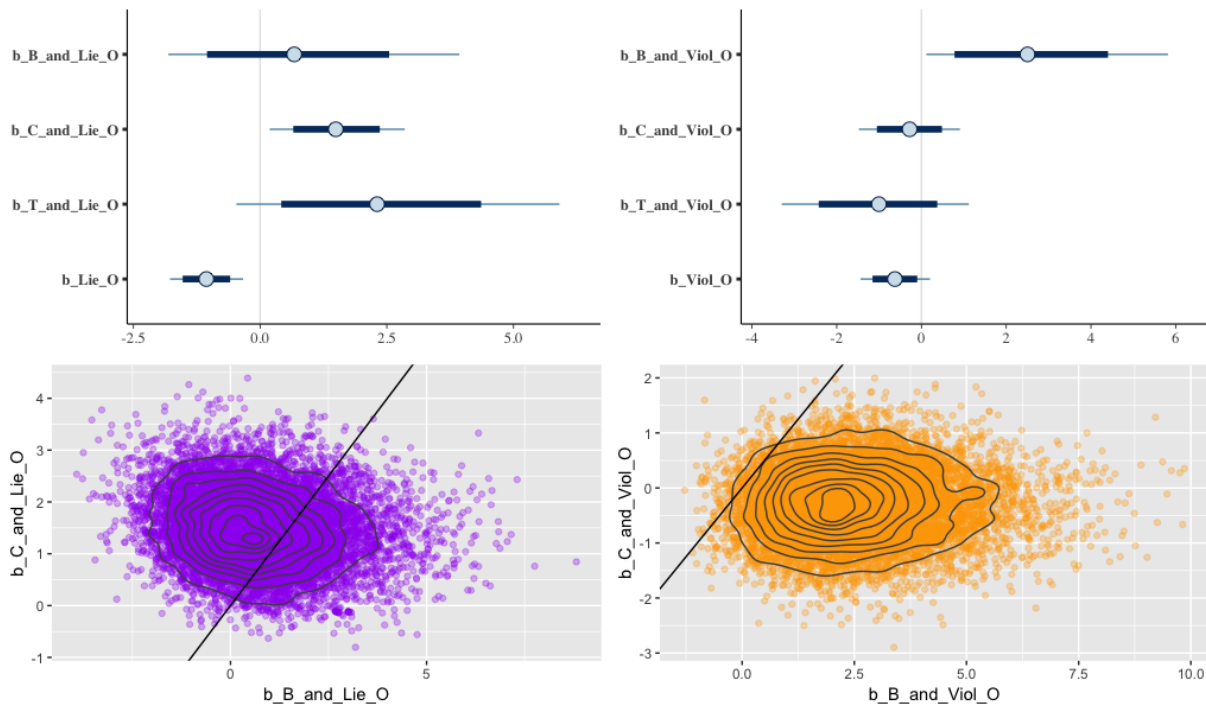 b_B_and_Lie_O
b_C_and_Lie_O
b_T_and_Lie_O
b_Lie_O
-2.5 0.0 2.5 5.0
b_B_and_Viol_O
b_C_and_Viol_O
b_T_and_Viol_O
b_Viol_O
-4 -2 0 2 4 6
b_C_and_Lie_O
4
3
2
1
0
-1
0 5
b_B_and_Lie_O
b_C_and_Viol_O
2
1
0
-1
-2
-3
0.0 2.5 5.0 7.5 10.0
b_B_and_Viol_O